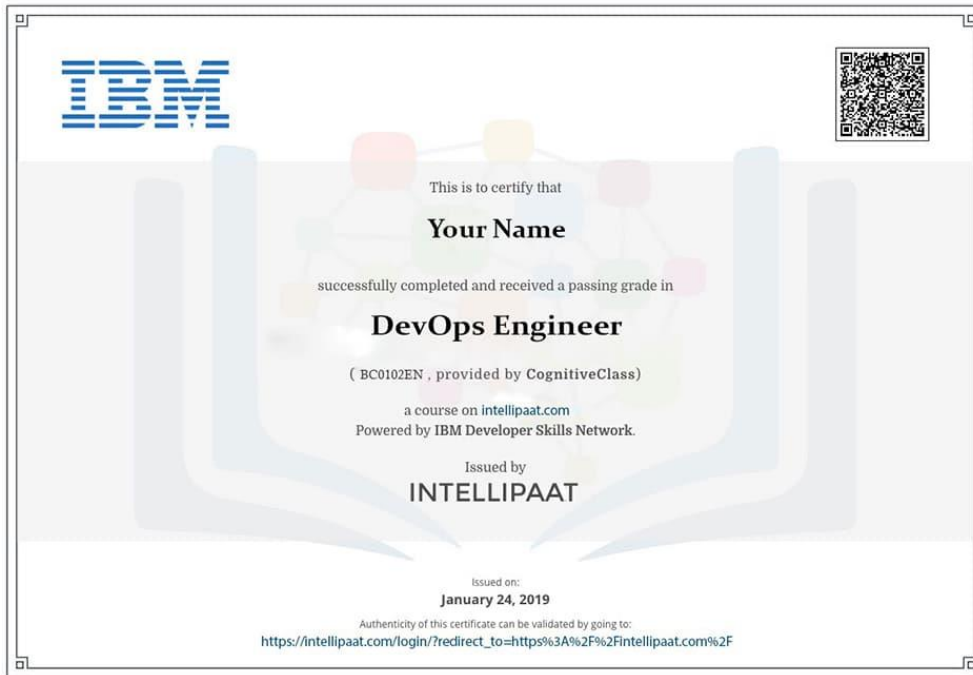 IBM
This is to certify that
Your Name
successfully completed and received a passing grade in
DevOps Engineer
( BC0102EN , provided by CognitiveClass)
a course on intellipaat.com
Powered by IBM Developer Skills Network.
Issued by
INTELLIPAAT
Issued on:
January 24, 2019
Authenticity of this certificate can be validated by going to:
https://intellipaat.com/login/?redirect_to=https%3A%2F%2Fintellipaat.com%2F